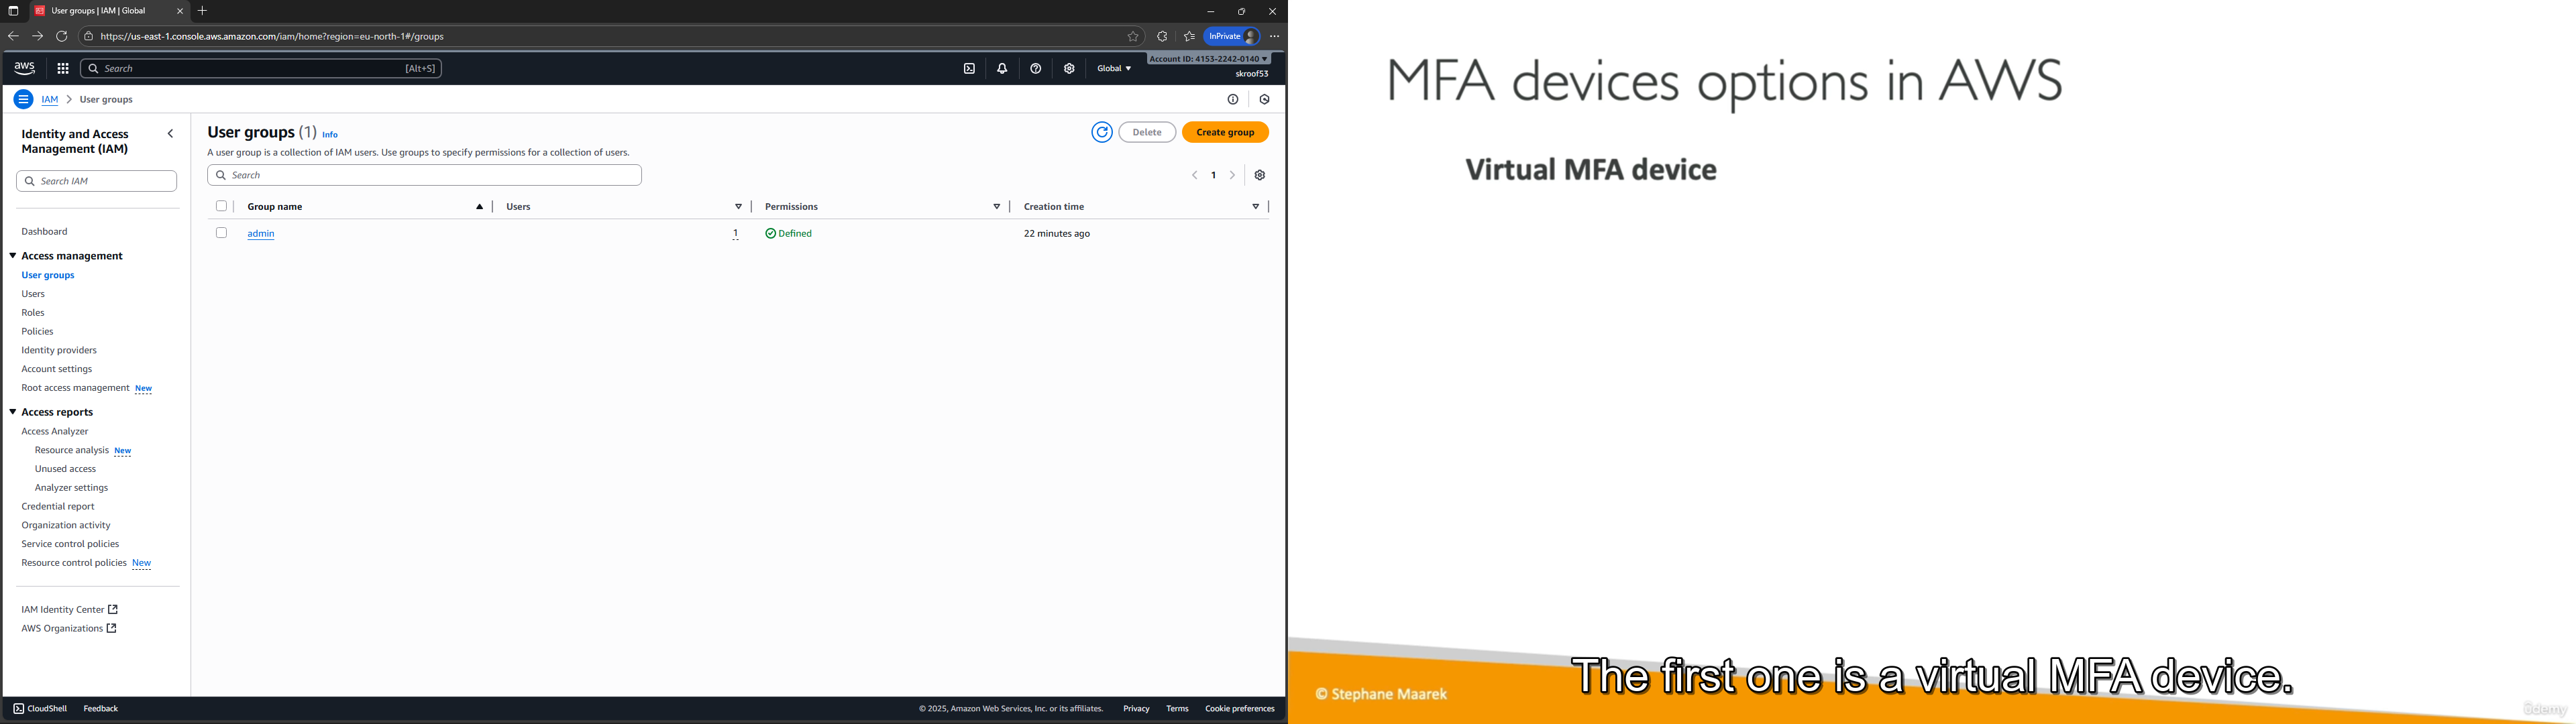 User groups | IAM | Global
https://us-east-1.console.aws.amazon.com/iam/home?region=eu-north-1#/groups
InPrivate
aws
Search
[Alt+S]
Global
Account ID: 4153-2242-0140
skroof53
IAM
User groups
Identity and Access
Management (IAM)
Search IAM
Dashboard
Access management
User groups
Users
Roles
Policies
Identity providers
Account settings
Root access management New
Access reports
Access Analyzer
Resource analysis New
Unused access
Analyzer settings
Credential report
Organization activity
Service control policies
Resource control policies New
IAM Identity Center
AWS Organizations
User groups (1) Info
Delete
Create group
A user group is a collection of IAM users. Use groups to specify permissions for a collection of users.
Search
1
Group name
Users
Permissions
Creation time
admin
1
Defined
22 minutes ago
CloudShell
Feedback
© 2025, Amazon Web Services, Inc. or its affiliates.
Privacy
Terms
Cookie preferences
MFA devices options in AWS
Virtual MFA device
The first one is a virtual MFA device.
© Stephane Maarek
ûdemy